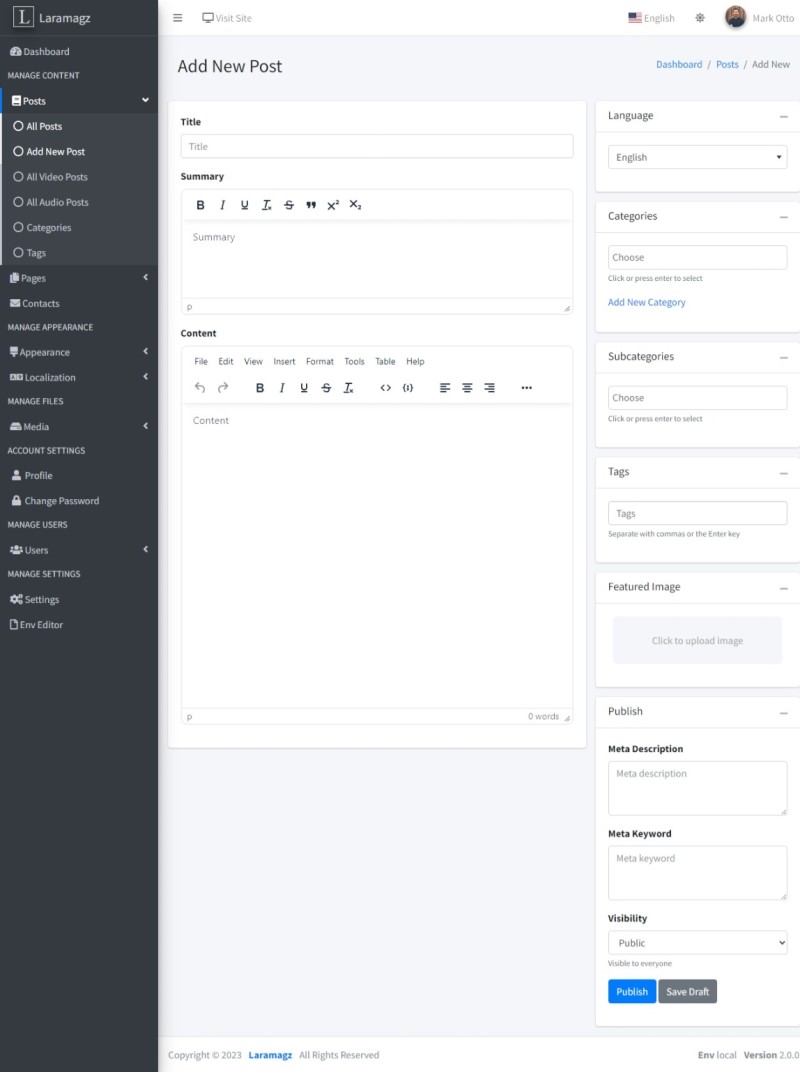 L Laramagz
Visit Site
English
Mark Otto
Dashboard
MANAGE CONTENT
Posts
All Posts
Add New Post
All Video Posts
All Audio Posts
Categories
Tags
Pages
Contacts
MANAGE APPEARANCE
Appearance
Localization
MANAGE FILES
Media
ACCOUNT SETTINGS
Profile
Change Password
MANAGE USERS
Users
MANAGE SETTINGS
Settings
Env Editor
Add New Post
Dashboard / Posts / Add New
Title
Title
Summary
B I U Tx S ” X² X₂
Summary
p
Content
File Edit View Insert Format Tools Table Help
B I U S Tx <> {;} ...
Content
p
0 words
Language
English
Categories
Choose
Click or press enter to select
Add New Category
Subcategories
Choose
Click or press enter to select
Tags
Tags
Separate with commas or the Enter key
Featured Image
Click to upload image
Publish
Meta Description
Meta description
Meta Keyword
Meta keyword
Visibility
Public
Visible to everyone
Publish Save Draft
Copyright © 2023 Laramagz All Rights Reserved
Env local Version 2.0.0